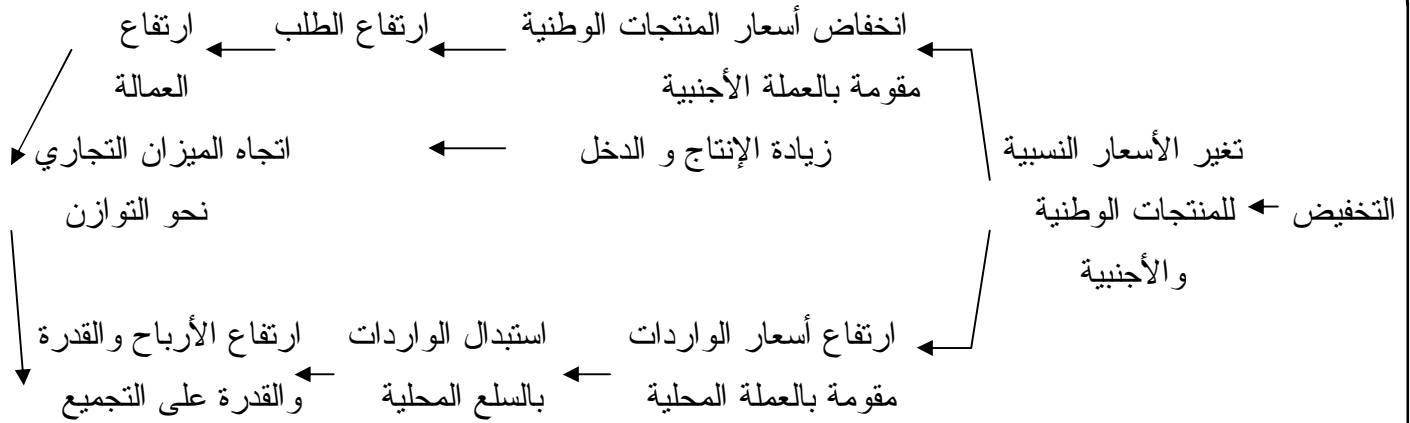 انخفاض أسعار المنتجات الوطنية ارتفاع الطلب ارتفاع
مقومة بالعملة الأجنبية العمالة
تغير الأسعار النسبية زيادة الإنتاج و الدخل اتجاه الميزان التجاري
التخفيض للمنتجات الوطنية نحو التوازن
والأجنبية
ارتفاع أسعار الواردات استبدال الواردات ارتفاع الأرباح والقدرة
مقومة بالعملة المحلية بالسلع المحلية والقدرة على التجميع